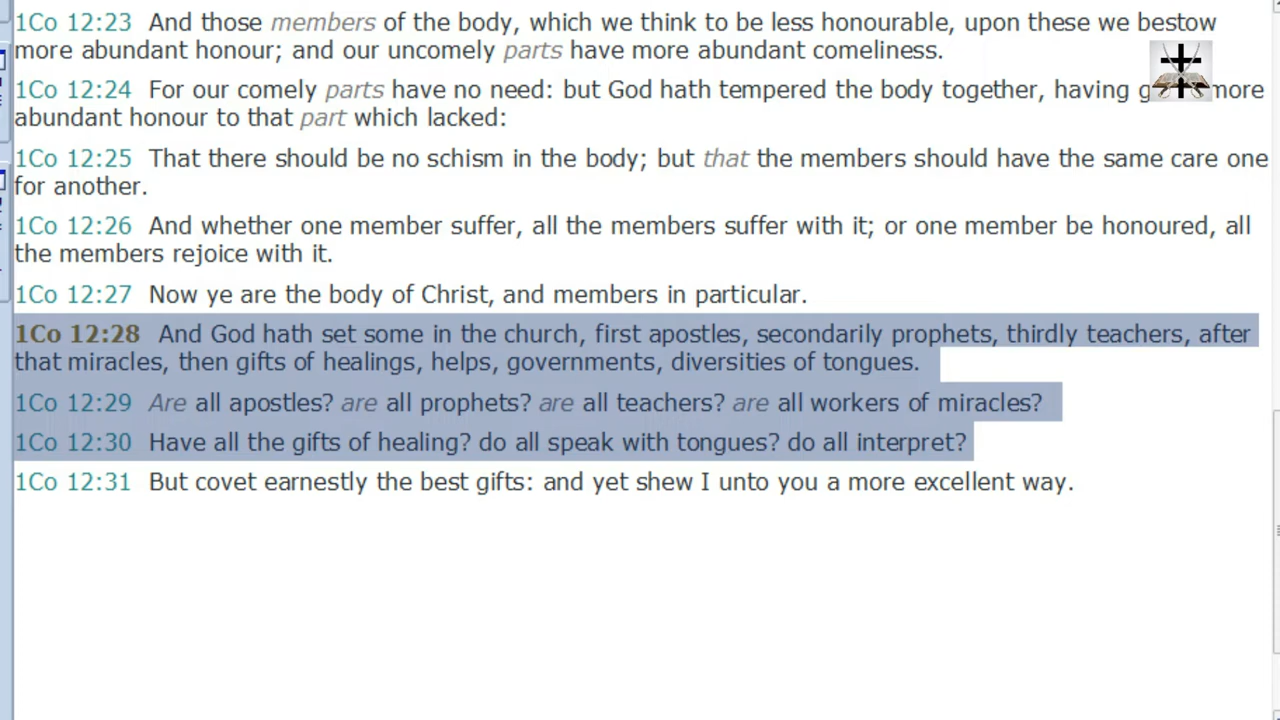 1Co 12:23 And those members of the body, which we think to be less honourable, upon these we bestow
more abundant honour; and our uncomely parts have more abundant comeliness.
1Co 12:24 For our comely parts have no need: but God hath tempered the body together, having more
abundant honour to that part which lacked:
1Co 12:25 That there should be no schism in the body; but that the members should have the same care one
for another.
1Co 12:26 And whether one member suffer, all the members suffer with it; or one member be honoured, all
the members rejoice with it.
1Co 12:27 Now ye are the body of Christ, and members in particular.
1Co 12:28 And God hath set some in the church, first apostles, secondarily prophets, thirdly teachers, after
that miracles, then gifts of healings, helps, governments, diversities of tongues.
1Co 12:29 Are all apostles? are all prophets? are all teachers? are all workers of miracles?
1Co 12:30 Have all the gifts of healing? do all speak with tongues? do all interpret?
1Co 12:31 But covet earnestly the best gifts: and yet shew I unto you a more excellent way.